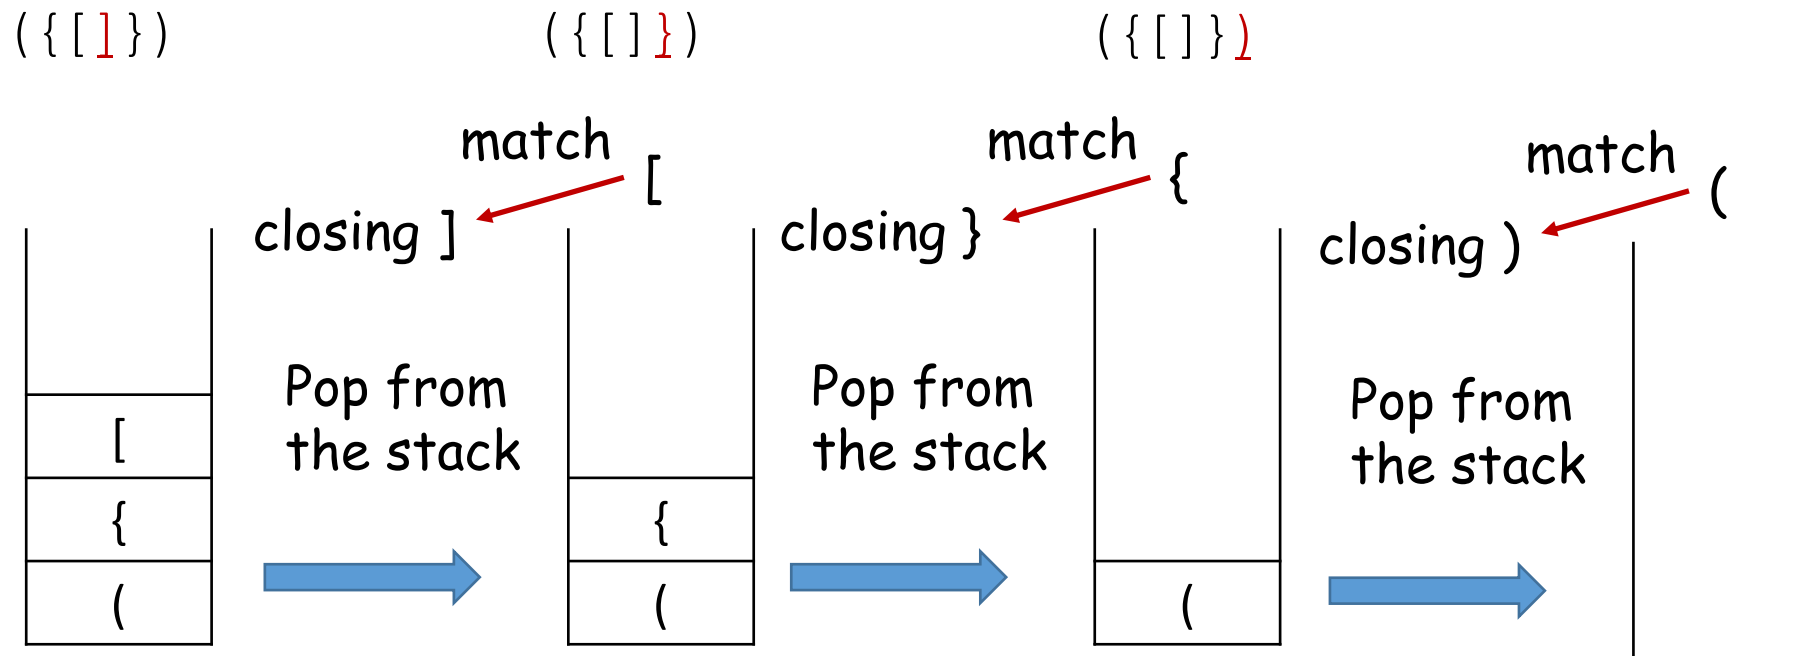 ({[]})
({[]})
({[]})
match [
closing ]
match {
closing }
match (
closing )
Pop from
the stack
Pop from
the stack
Pop from
the stack
[
{
(
{
(
(